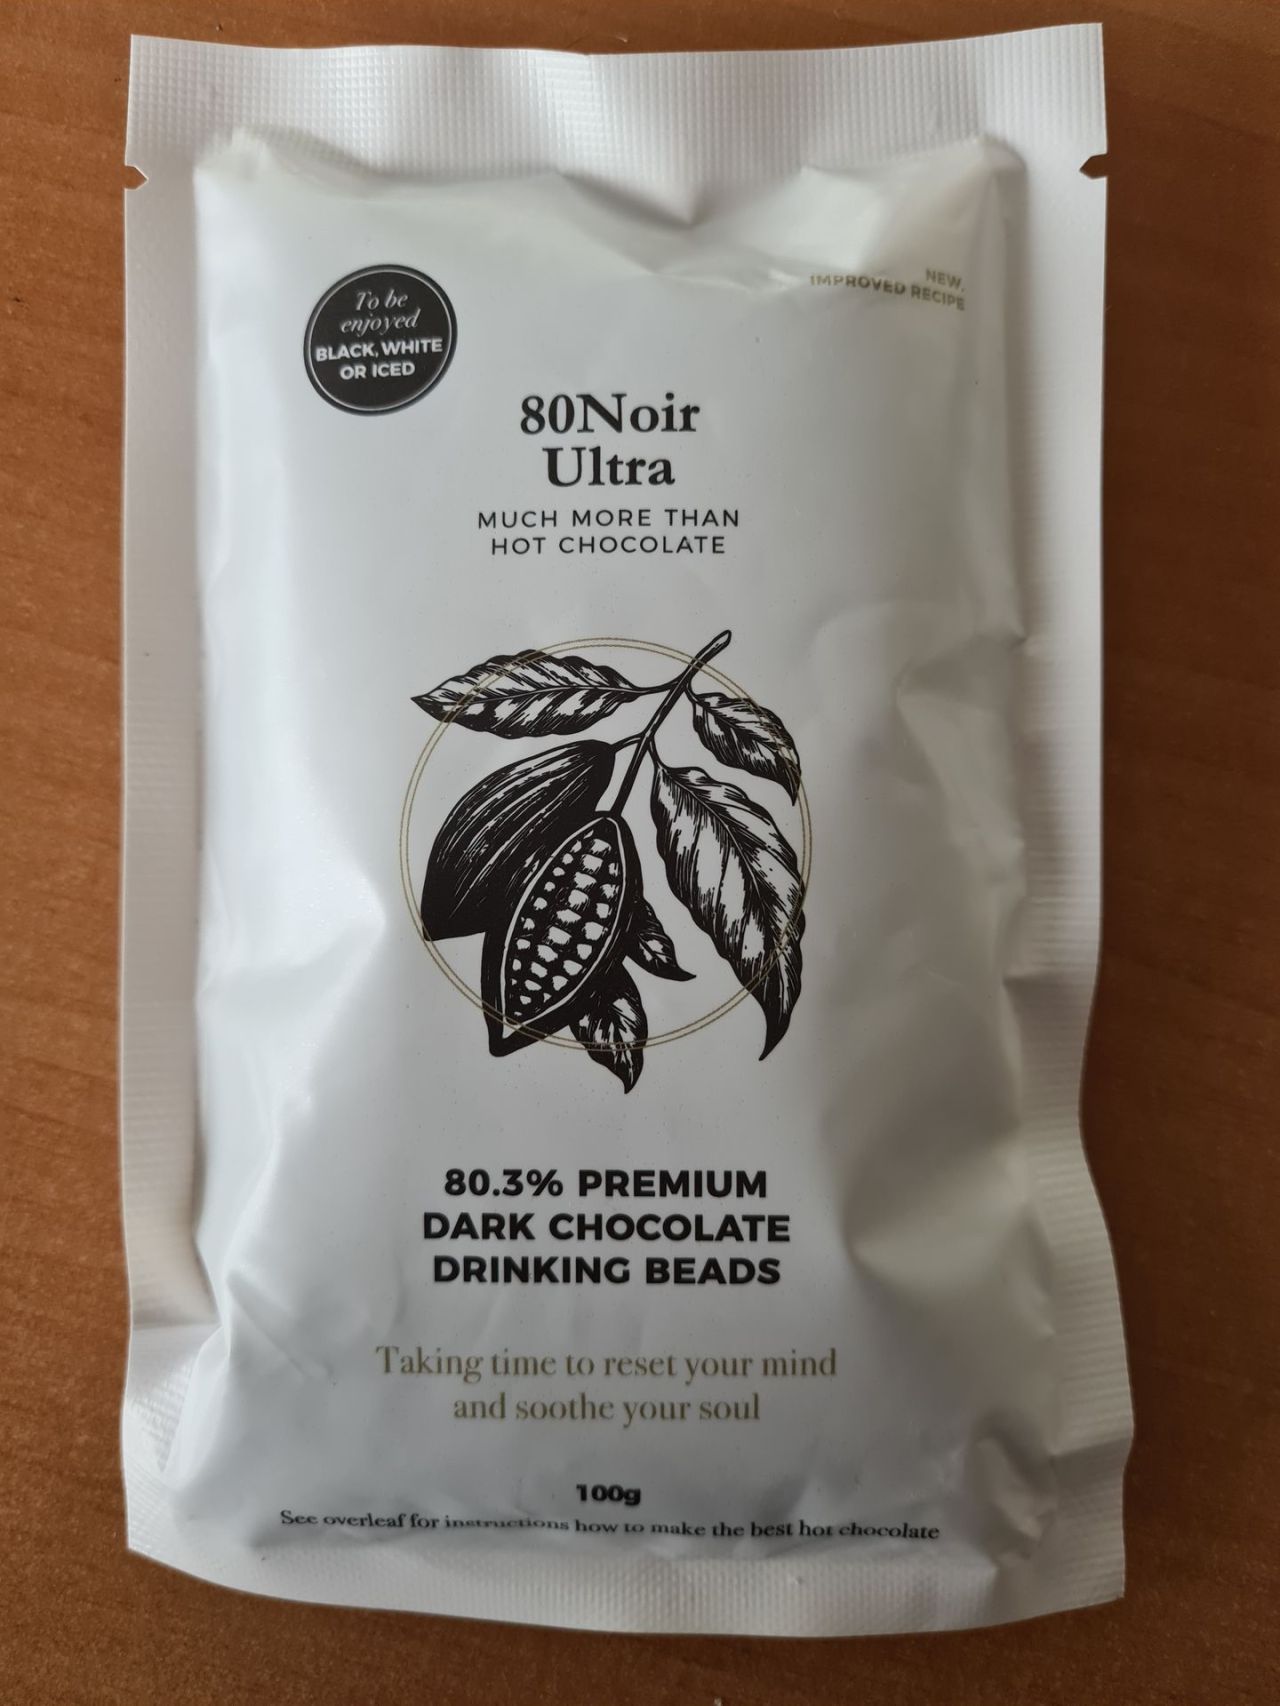 To be
enjoyed
BLACK, WHITE
OR ICED
NEW,
IMPROVED RECIPE
80Noir
Ultra
MUCH MORE THAN
HOT CHOCOLATE
80.3% PREMIUM
DARK CHOCOLATE
DRINKING BEADS
Taking time to reset your mind
and soothe your soul
100g
See overleaf for instructions how to make the best hot chocolate